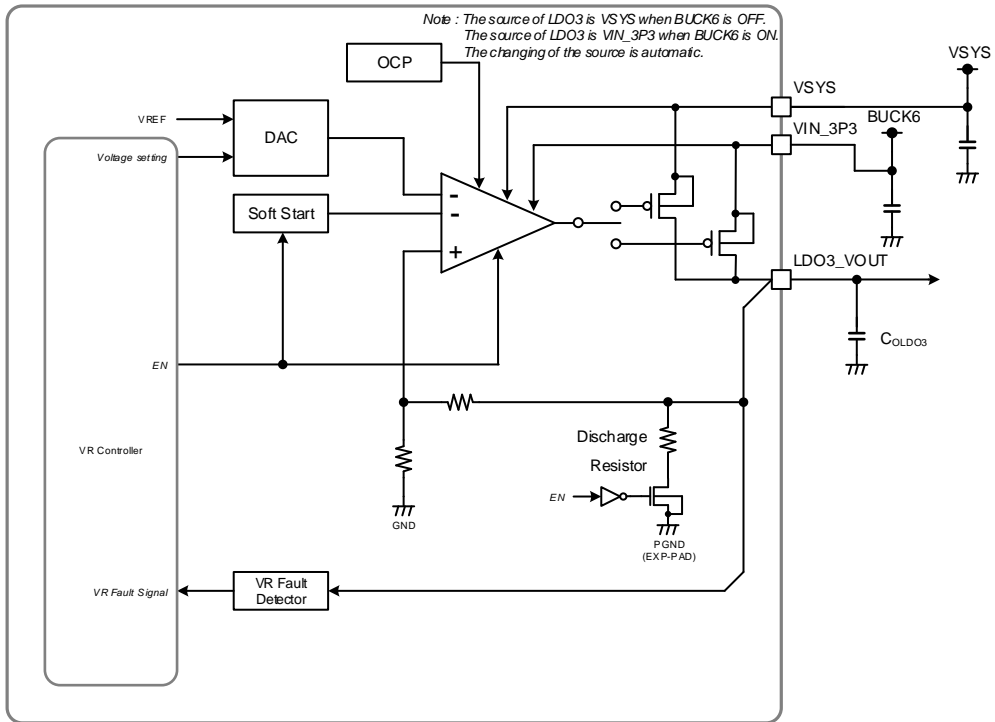 Note : The source of LDO3 is VSYS when BUCK6 is OFF.
The source of LDO3 is VIN_3P3 when BUCK6 is ON.
The changing of the source is automatic.
VSYS
OCP
VSYS
BUCK6
VREF
DAC
VIN_3P3
Voltage setting
-
Soft Start
-
+
LDO3_VOUT
COLDO3
EN
Discharge
Resistor
VR Controller
EN
GND
PGND
(EXP-PAD)
VR Fault Signal
VR Fault
Detector